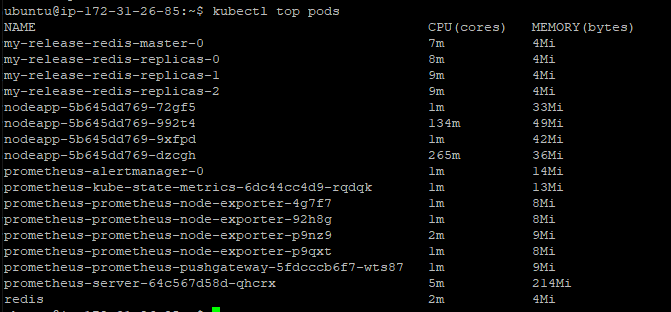 ubuntu@ip-172-31-26-85:~$ kubectl top pods
NAME CPU(cores) MEMORY(bytes)
my-release-redis-master-0 7m 4Mi
my-release-redis-replicas-0 8m 4Mi
my-release-redis-replicas-1 9m 4Mi
my-release-redis-replicas-2 9m 4Mi
nodeapp-5b645dd769-72gf5 1m 33Mi
nodeapp-5b645dd769-992t4 134m 49Mi
nodeapp-5b645dd769-9xfpd 1m 42Mi
nodeapp-5b645dd769-dzcgh 265m 36Mi
prometheus-alertmanager-0 1m 14Mi
prometheus-kube-state-metrics-6dc44cc4d9-rqdqk 1m 13Mi
prometheus-prometheus-node-exporter-4g7f7 1m 8Mi
prometheus-prometheus-node-exporter-92h8g 1m 8Mi
prometheus-prometheus-node-exporter-p9nz9 2m 9Mi
prometheus-prometheus-node-exporter-p9qxt 1m 8Mi
prometheus-prometheus-pushgateway-5fdcccb6f7-wts87 1m 9Mi
prometheus-server-64c567d58d-qhcrx 5m 214Mi
redis 2m 4Mi